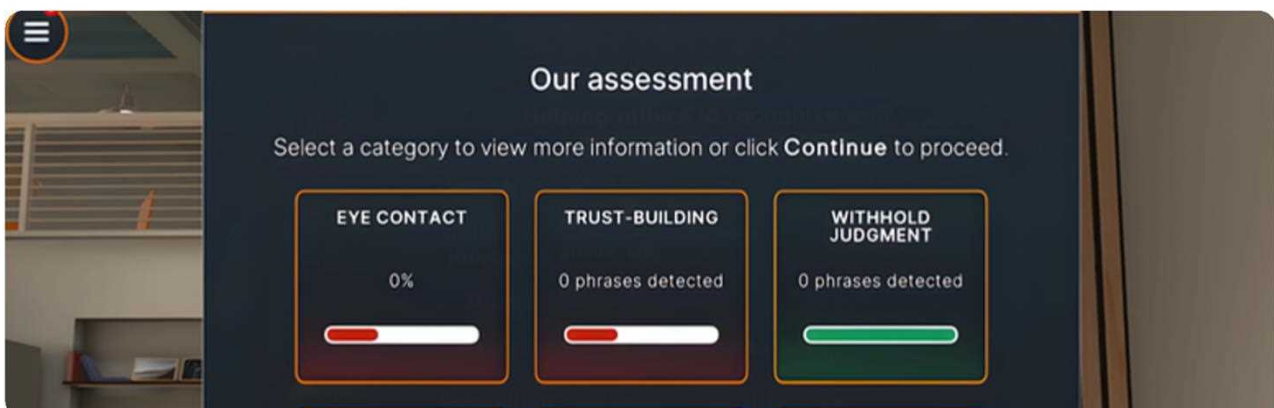 Our assessment
Select a category to view more information or click Continue to proceed.
EYE CONTACT
0%
TRUST-BUILDING
0 phrases detected
WITHHOLD
JUDGMENT
0 phrases detected